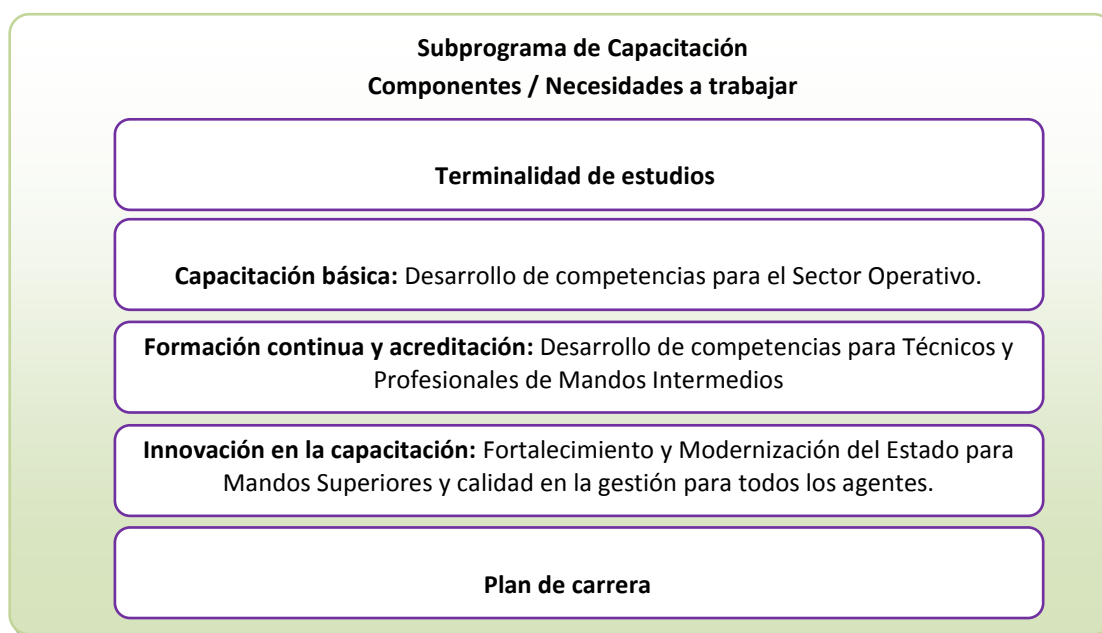 Subprograma de Capacitación
Componentes / Necesidades a trabajar
Terminalidad de estudios
Capacitación básica: Desarrollo de competencias para el Sector Operativo.
Formación continua y acreditación: Desarrollo de competencias para Técnicos y
Profesionales de Mandos Intermedios
Innovación en la capacitación: Fortalecimiento y Modernización del Estado para
Mandos Superiores y calidad en la gestión para todos los agentes.
Plan de carrera